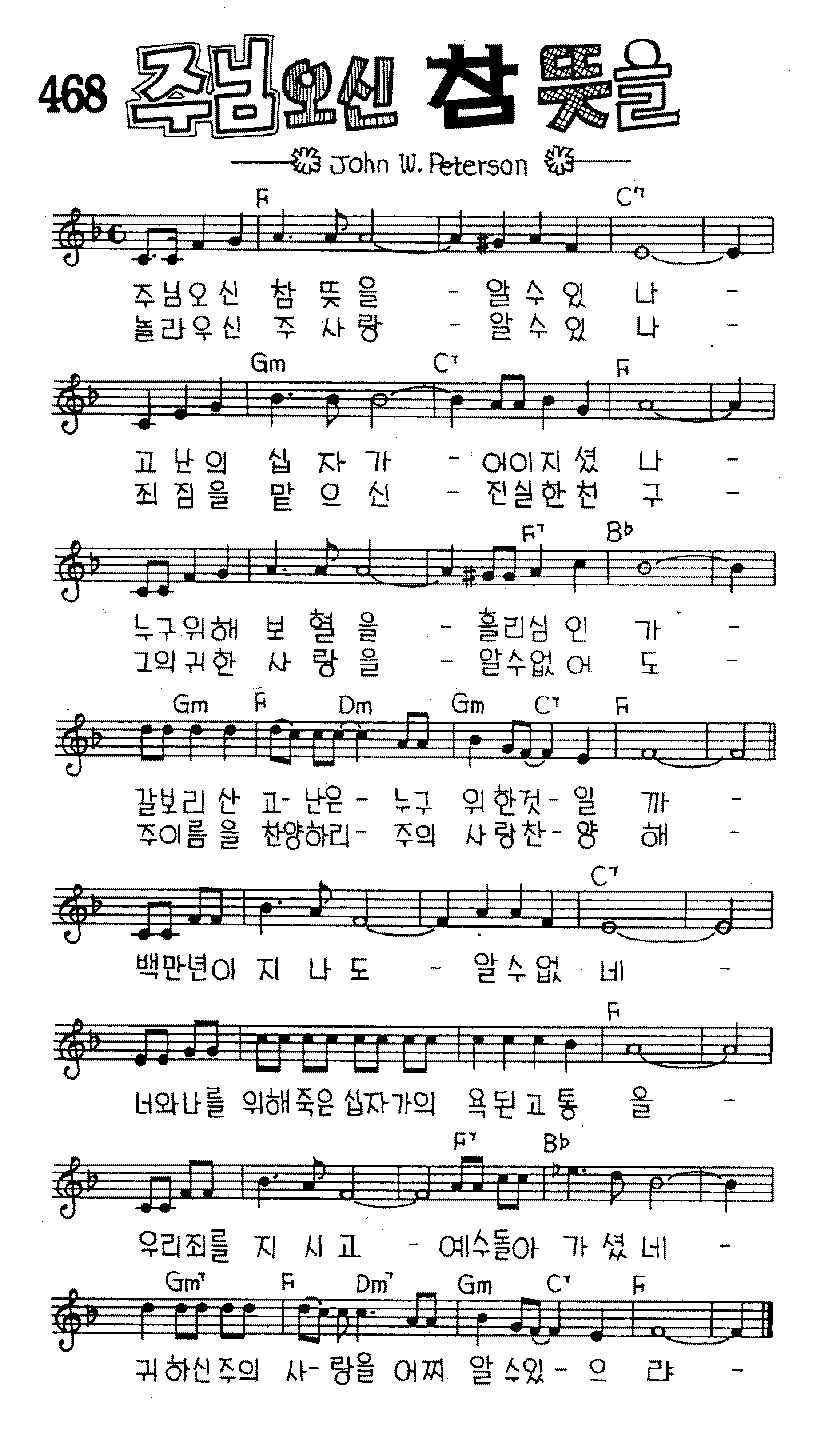 468 주님오신 참 뜻을
John W. Peterson
F C7
주님오신 참 뜻을 - 알 수 있 나 -
놀라우신 주 사랑 - 알 수 있 나 -
Gm C7 F
고 난 의 십 자 가 - 어이지셨 나 -
죄 짐 을 맡 으 신 - 진실한친 구 -
F7 B♭
누구위해 보 혈 을 - 흘리심 인 가 -
그의귀한 사 랑 을 - 알수없어 도 -
Gm F Dm Gm C7 F
갈보리 산 고- 난은- 누구 위한것- 일 까 -
주이름을 찬양하리- 주의 사랑찬- 양 해 -
C7
백만년이 지 나 도 - 알수없 네 -
F
너와나를 위해죽은십자가의 욕된고통 을 -
F7 B♭
우리죄를 지 시 고 - 예수돌아 가 셨 네 -
Gm7 F Dm7 Gm C7 F
귀하신주의 사- 랑을 어찌 알 수있- 으 랴 -